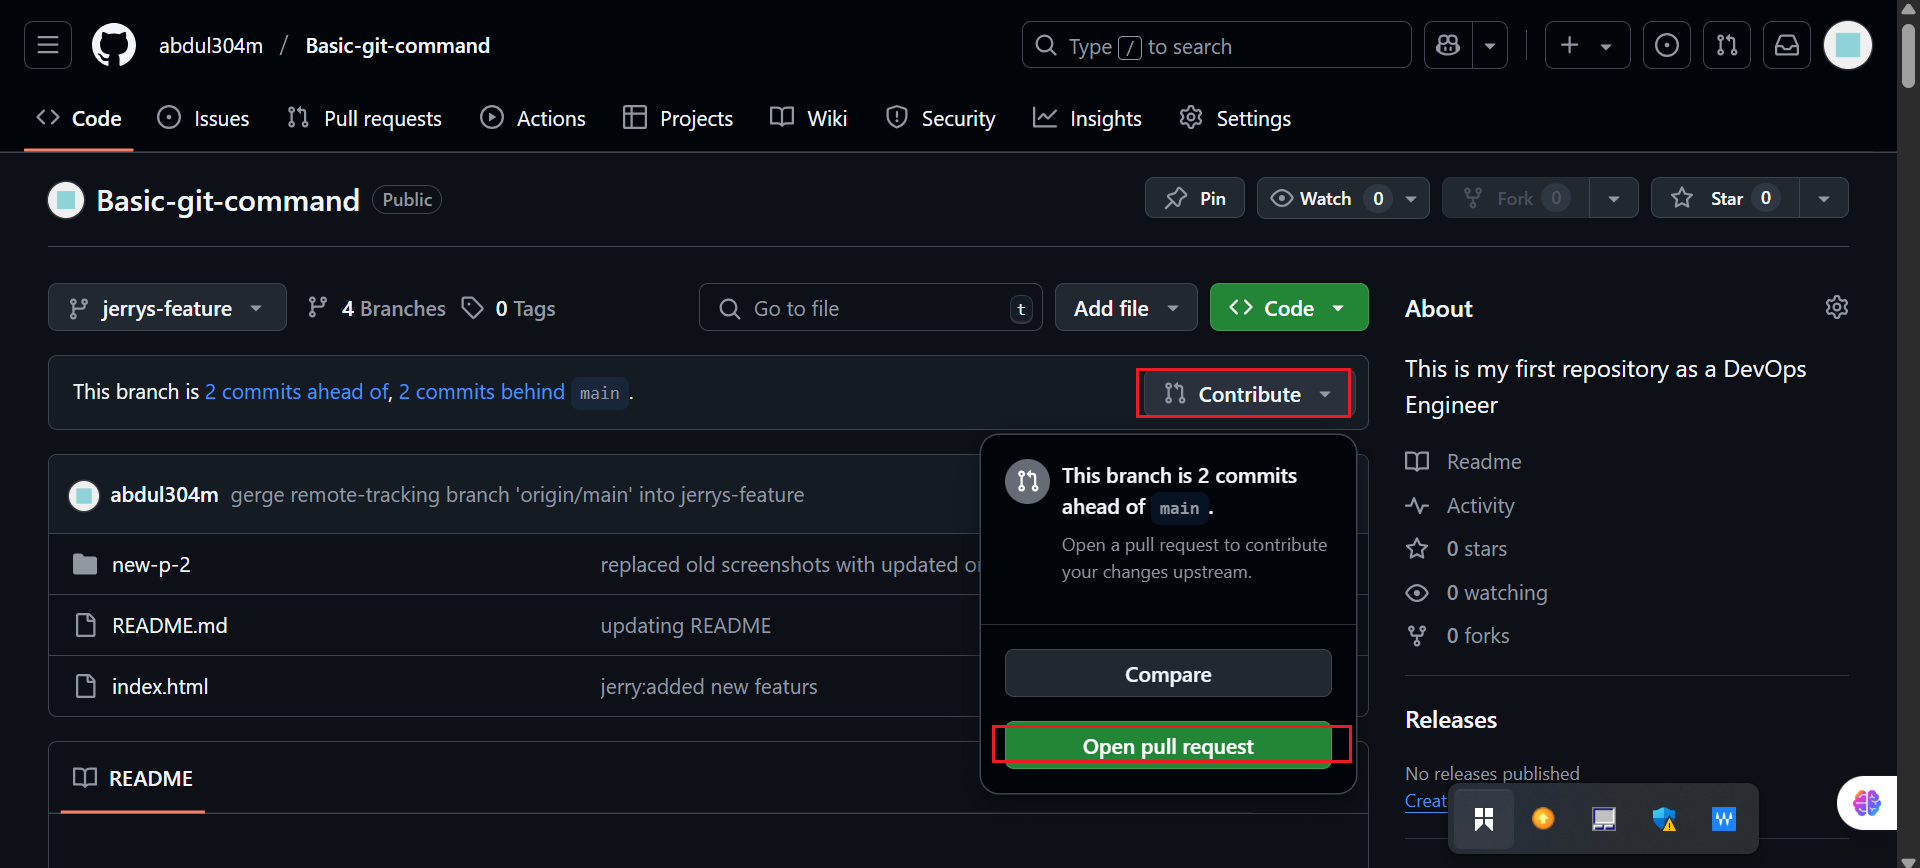 abdul304m / Basic-git-command
Type / to search
Code
Issues
Pull requests
Actions
Projects
Wiki
Security
Insights
Settings
Basic-git-command Public
Pin
Watch 0
Fork 0
Star 0
jerrys-feature
4 Branches
0 Tags
Go to file t
Add file
Code
This branch is 2 commits ahead of, 2 commits behind main.
Contribute
This branch is 2 commits
ahead of main.
Open a pull request to contribute
your changes upstream.
Compare
Open pull request
abdul304m gerge remote-tracking branch 'origin/main' into jerrys-feature
new-p-2 replaced old screenshots with updated
README.md updating README
index.html jerry:added new featurs
README
About
This is my first repository as a DevOps
Engineer
Readme
Activity
0 stars
0 watching
0 forks
Releases
No releases published
Creat